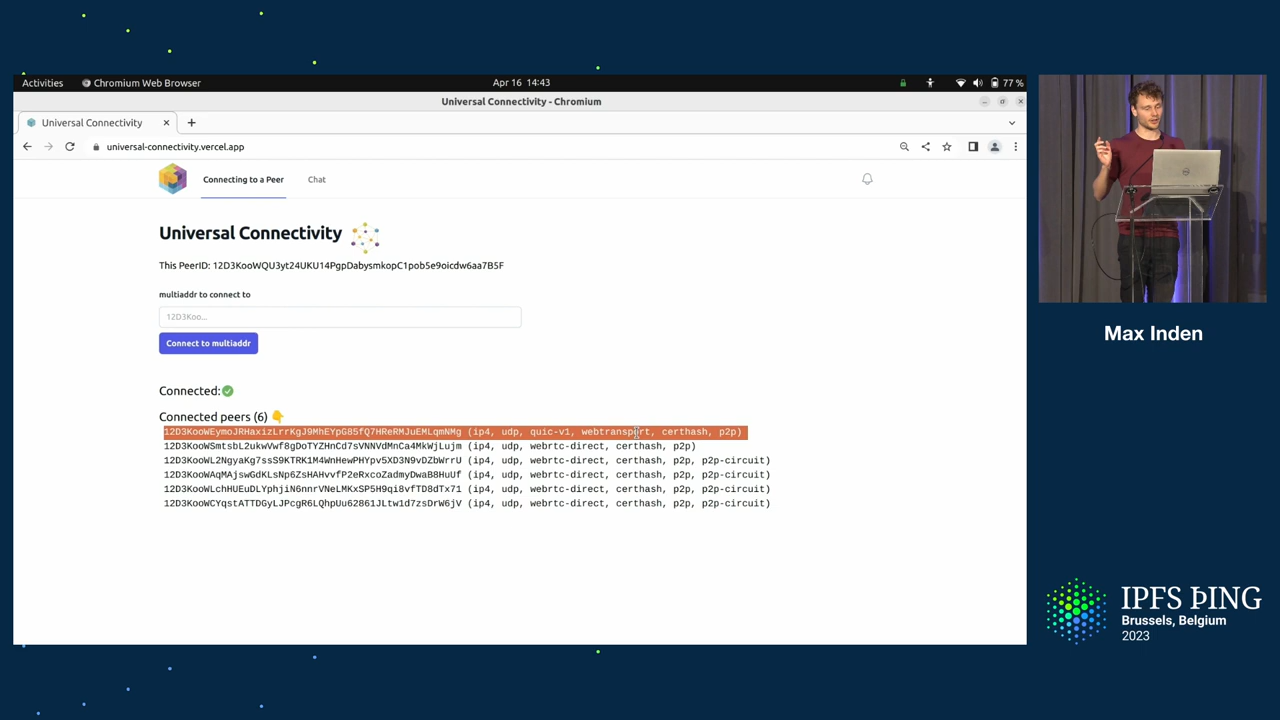 Activities
Chromium Web Browser
Apr 16 14:43
77 %
Universal Connectivity - Chromium
Universal Connectivity
universal-connectivity.vercel.app
Connecting to a Peer
Chat
Universal Connectivity
This PeerID: 12D3KooWQU3yt24UKU14PgpDabysmkopC1pob5e9oicdw6aa7B5F
multiaddr to connect to
12D3Koo...
Connect to multiaddr
Connected:
Connected peers (6)
12D3KooWEymoJRHaxizLrrKgJ9MhEYpG85fQ7HReRMJuEMLqmNMg (ip4, udp, quic-v1, webtransport, certhash, p2p)
12D3KooWSmtsbL2ukwVwf8gDoTYZHnCd7sVNNVdMnCa4MkWjLujm (ip4, udp, webrtc-direct, certhash, p2p)
12D3KooWL2NgyaKg7ssS9KTRK1M4WnHewPHYpv5XD3N9vDZbWrrU (ip4, udp, webrtc-direct, certhash, p2p, p2p-circuit)
12D3KooWAqMAjswGdKLsNp6ZsHAHvvfP2eRxcoZadmyDwaB8HuUf (ip4, udp, webrtc-direct, certhash, p2p, p2p-circuit)
12D3KooWLchHUEuDLYphjiN6nnrVNeLMKxSP5H9qi8vfTD8dTx71 (ip4, udp, webrtc-direct, certhash, p2p, p2p-circuit)
12D3KooWCYqstATTDGyLJPcgR6LQhpUu62861JLtw1d7zsDrW6jV (ip4, udp, webrtc-direct, certhash, p2p, p2p-circuit)
Max Inden
IPFS ÞING
Brussels, Belgium
2023